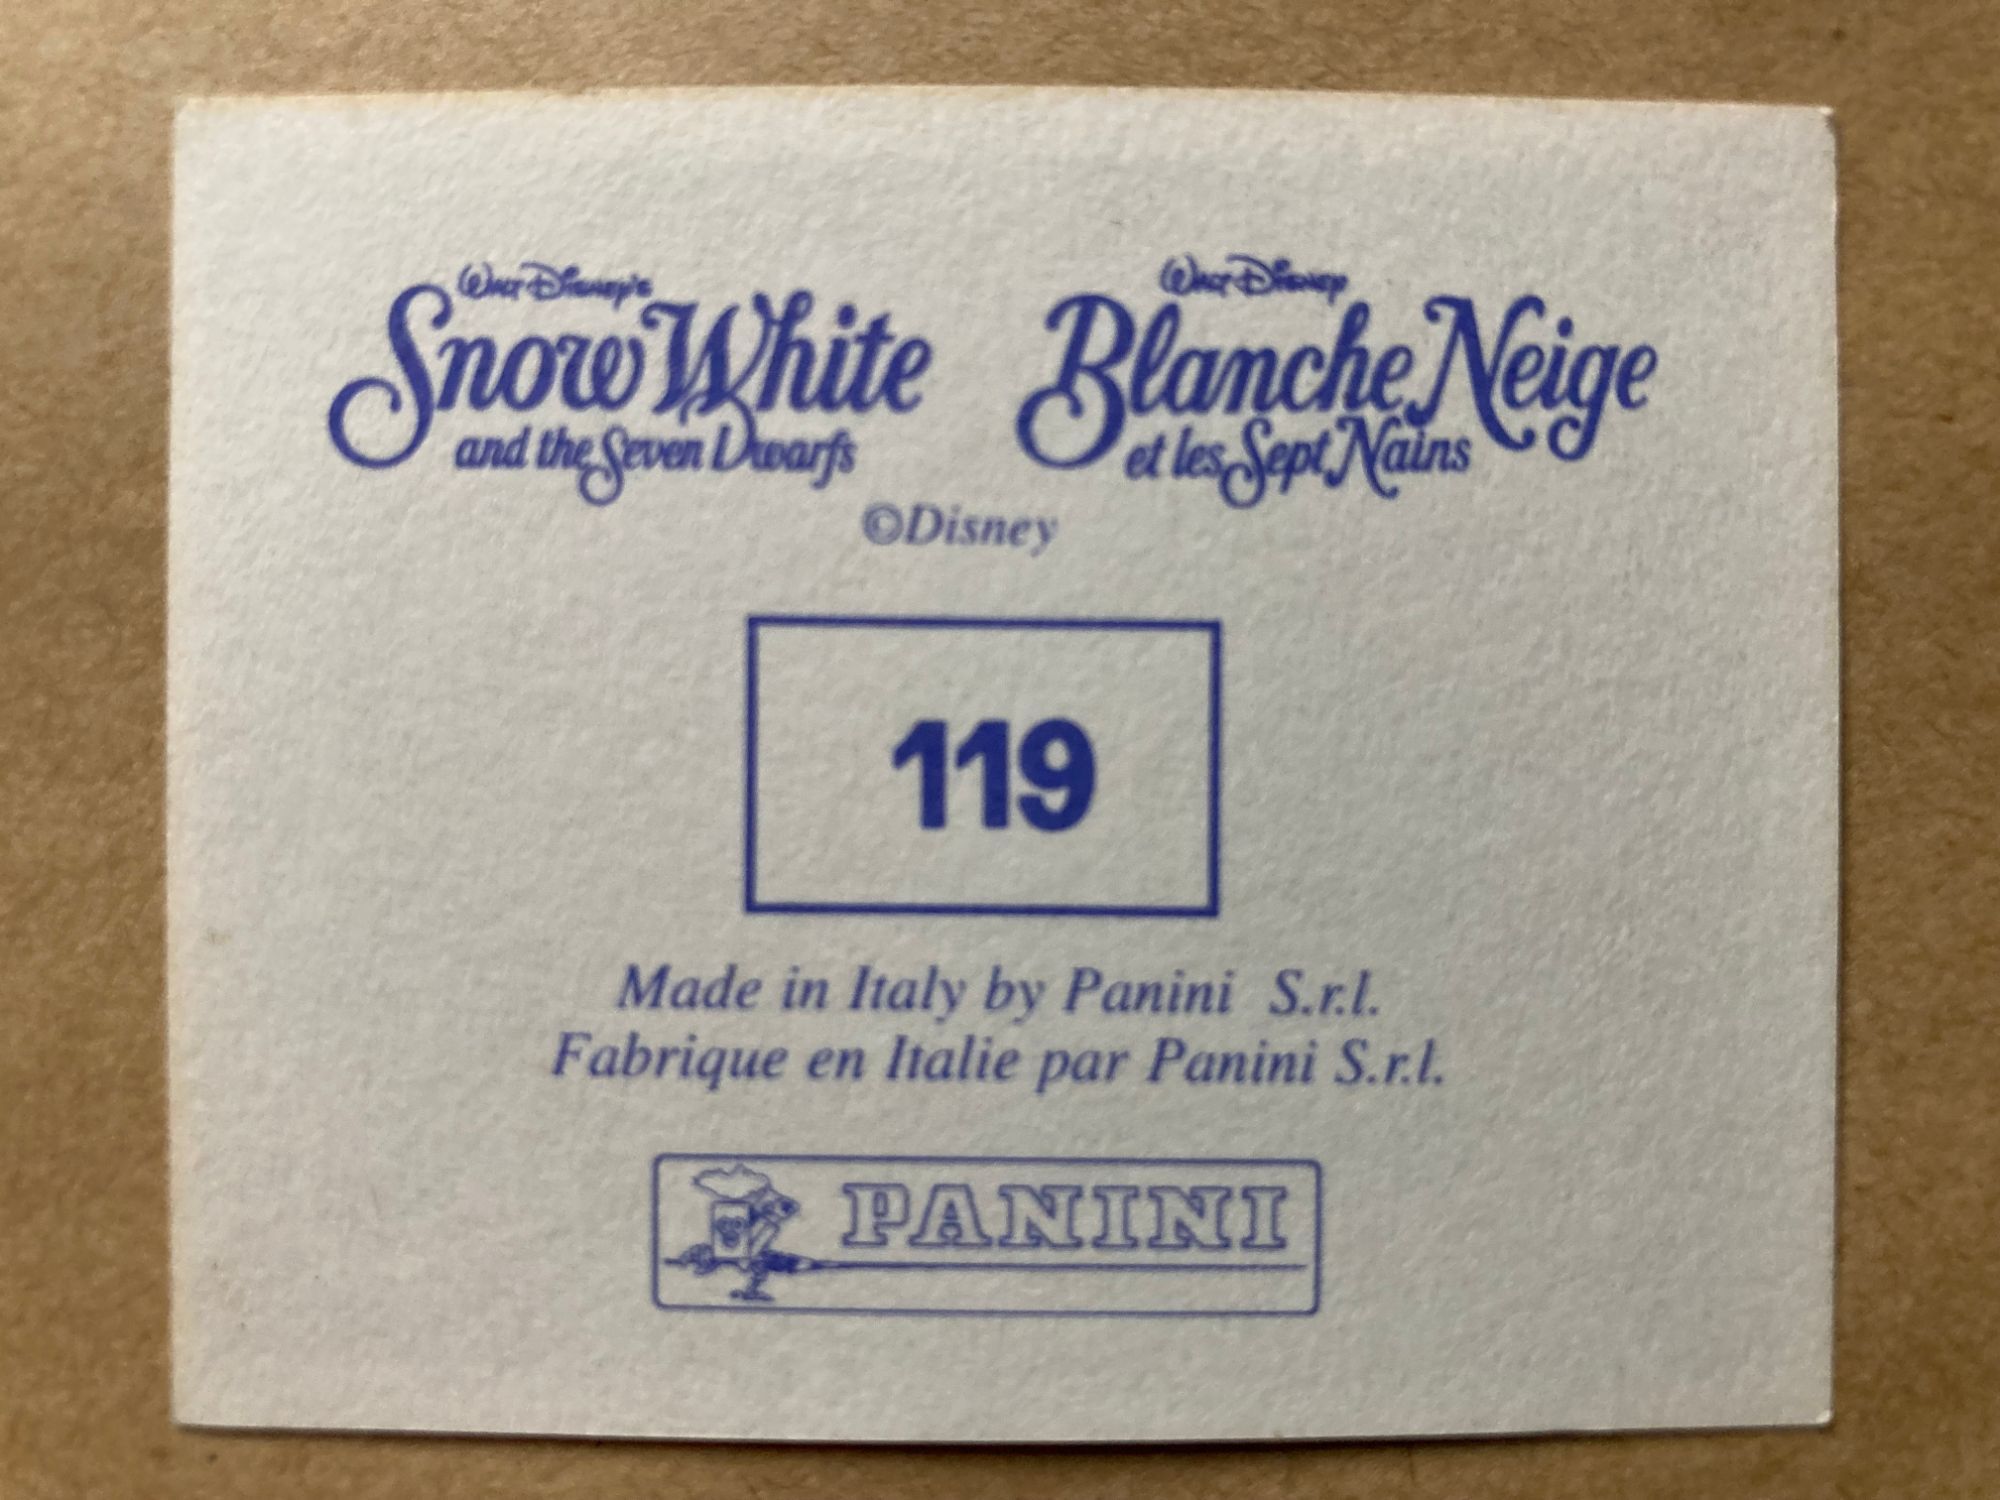 Walt Disney's
Snow White
and the Seven Dwarfs
Walt Disney
Blanche Neige
et les Sept Nains
©Disney
119
Made in Italy by Panini S.r.l.
Fabrique en Italie par Panini S.r.l.
PANINI